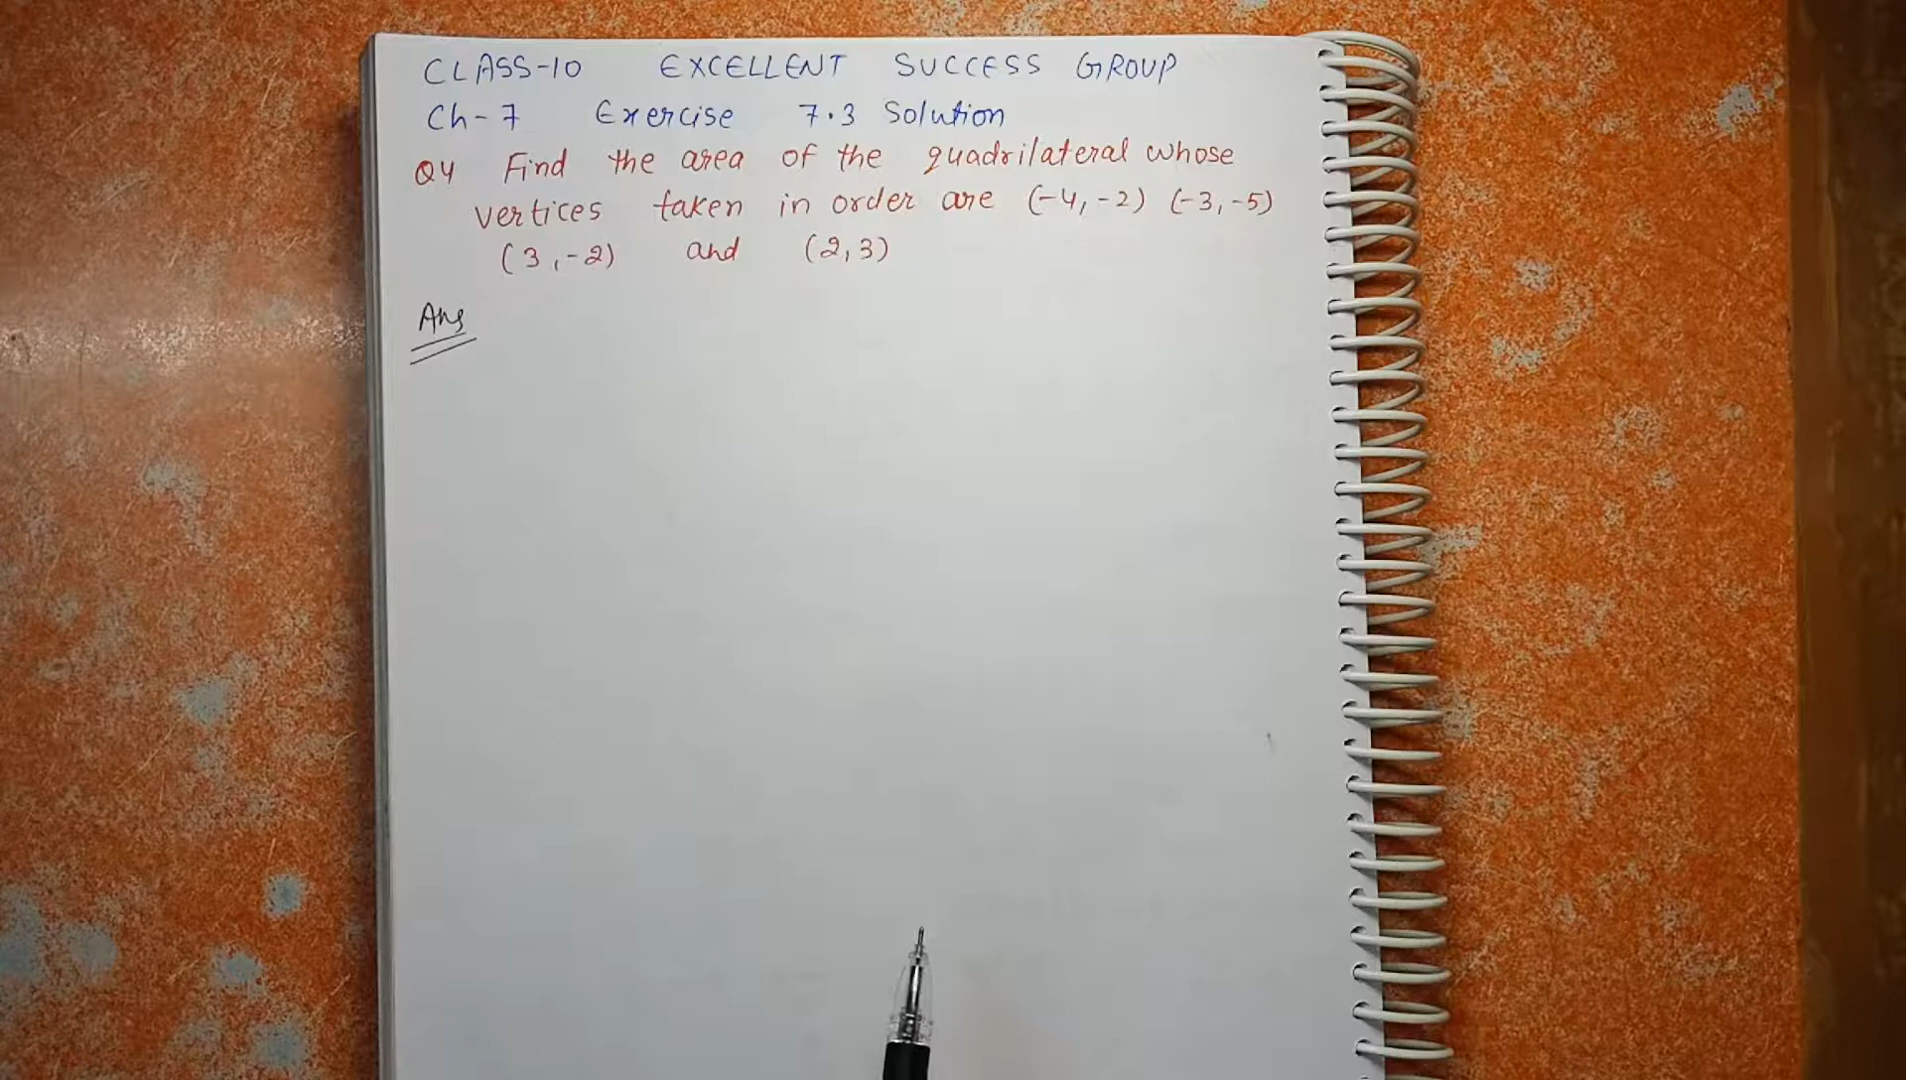 CLASS-10 EXCELLENT SUCCESS GROUP
Ch-7 Exercise 7.3 Solution
Q4 Find the area of the quadrilateral whose
vertices taken in order are (-4,-2) (-3,-5)
(3,-2) and (2,3)
Ans